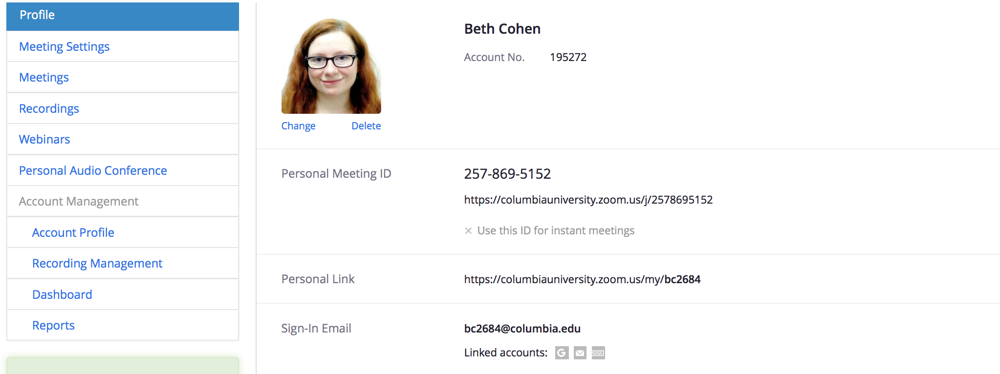 Profile
Meeting Settings
Meetings
Recordings
Webinars
Personal Audio Conference
Account Management
Account Profile
Recording Management
Dashboard
Reports
Beth Cohen
Account No. 195272
Change Delete
Personal Meeting ID 257-869-5152
https://columbiauniversity.zoom.us/j/2578695152
× Use this ID for instant meetings
Personal Link https://columbiauniversity.zoom.us/my/bc2684
Sign-In Email bc2684@columbia.edu
Linked accounts: G SSO